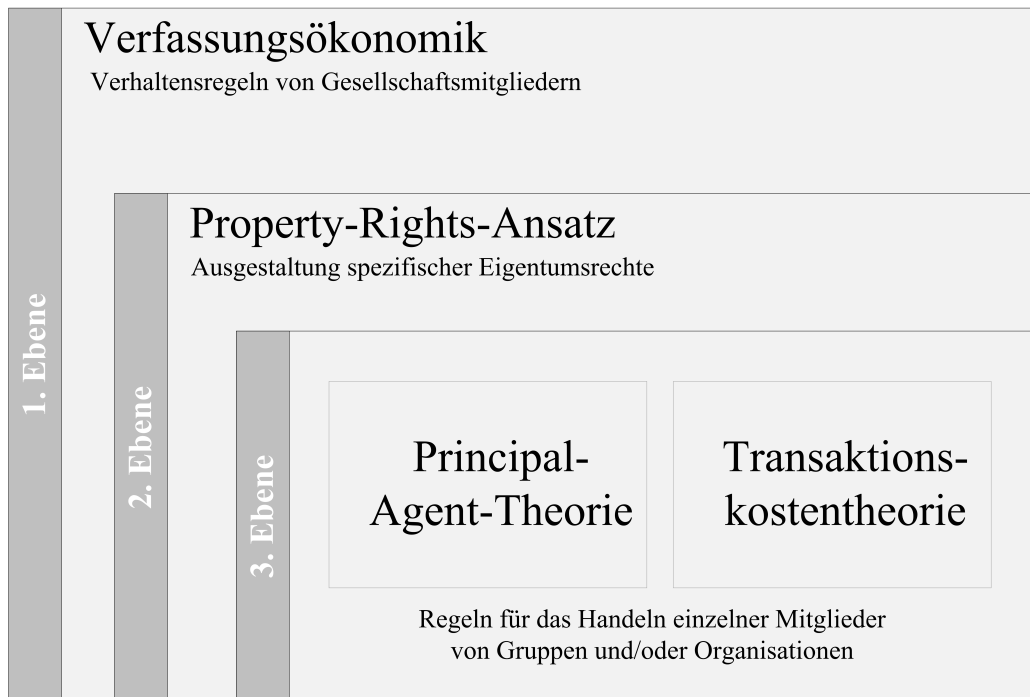 1. Ebene
Verfassungsökonomik
Verhaltensregeln von Gesellschaftsmitgliedern
2. Ebene
Property-Rights-Ansatz
Ausgestaltung spezifischer Eigentumsrechte
3. Ebene
Principal-
Agent-Theorie
Transaktions-
kostentheorie
Regeln für das Handeln einzelner Mitglieder
von Gruppen und/oder Organisationen